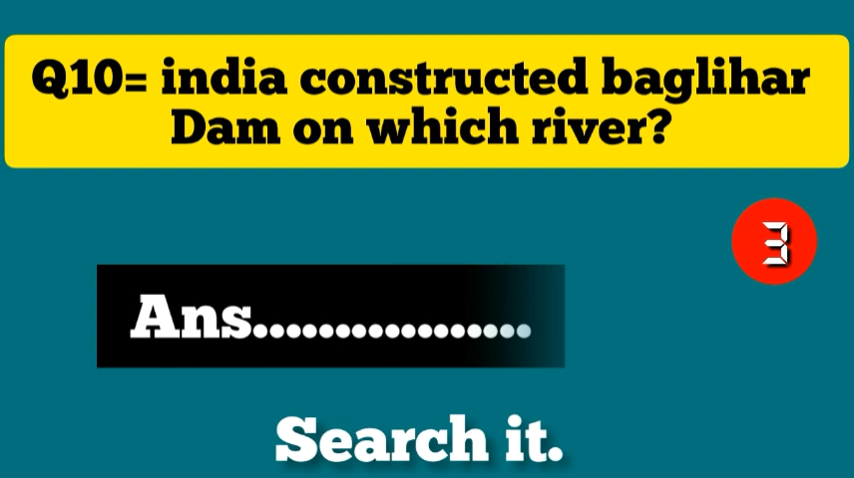 Q10= india constructed baglihar
Dam on which river?
3
Ans.................
Search it.